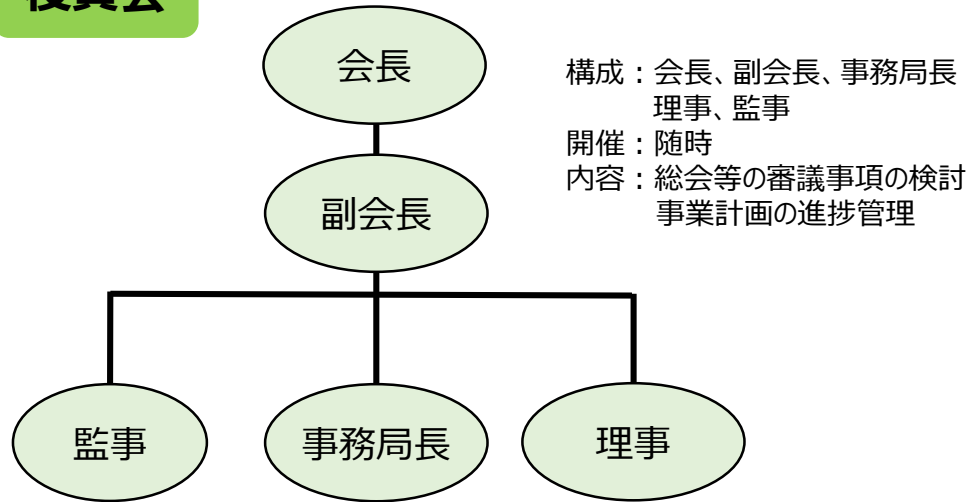 役員会
会長
構成：会長、副会長、事務局長
理事、監事
開催：随時
内容：総会等の審議事項の検討
事業計画の進捗管理
副会長
監事
事務局長
理事